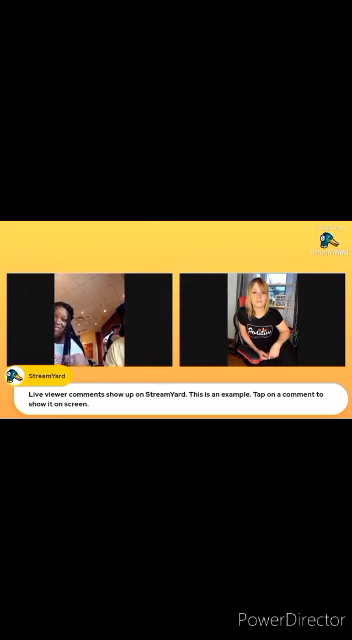 StreamYard
Positive
StreamYard
Live viewer comments show up on StreamYard. This is an example. Tap on a comment to
show it on screen.
PowerDirector